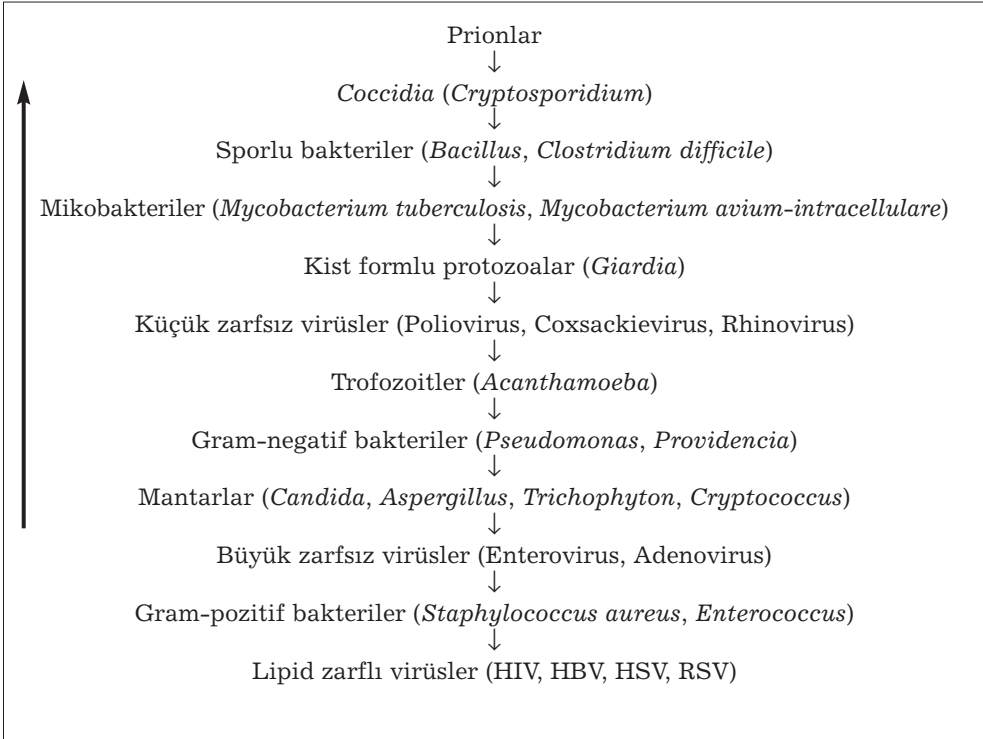 Prionlar
↓
Coccidia (Cryptosporidium)
↓
Sporlu bakteriler (Bacillus, Clostridium difficile)
↓
Mikobakteriler (Mycobacterium tuberculosis, Mycobacterium avium-intracellulare)
↓
Kist formlu protozoalar (Giardia)
↓
Küçük zarfsız virüsler (Poliovirus, Coxsackievirus, Rhinovirus)
↓
Trofozoitler (Acanthamoeba)
↓
Gram-negatif bakteriler (Pseudomonas, Providencia)
↓
Mantarlar (Candida, Aspergillus, Trichophyton, Cryptococcus)
↓
Büyük zarfsız virüsler (Enterovirus, Adenovirus)
↓
Gram-pozitif bakteriler (Staphylococcus aureus, Enterococcus)
↓
Lipid zarflı virüsler (HIV, HBV, HSV, RSV)